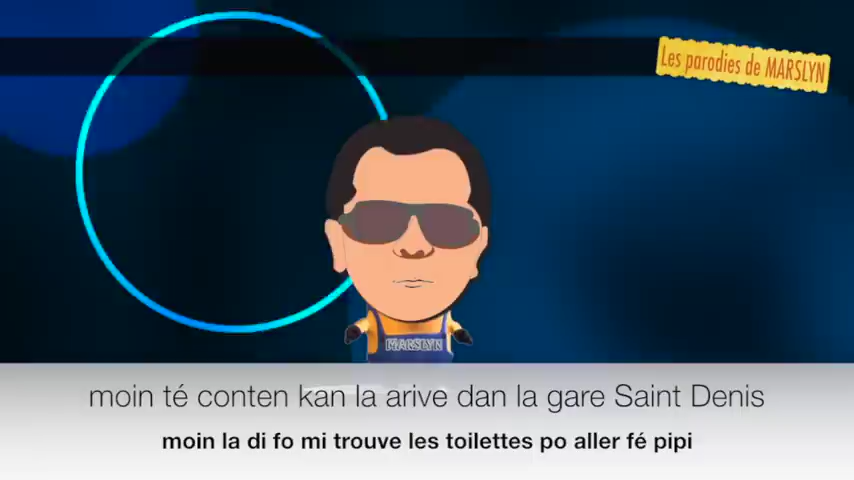 Les parodies de MARSLYN
MARSLYN
moin té conten kan la arive dan la gare Saint Denis
moin la di fo mi trouve les toilettes po aller fé pipi